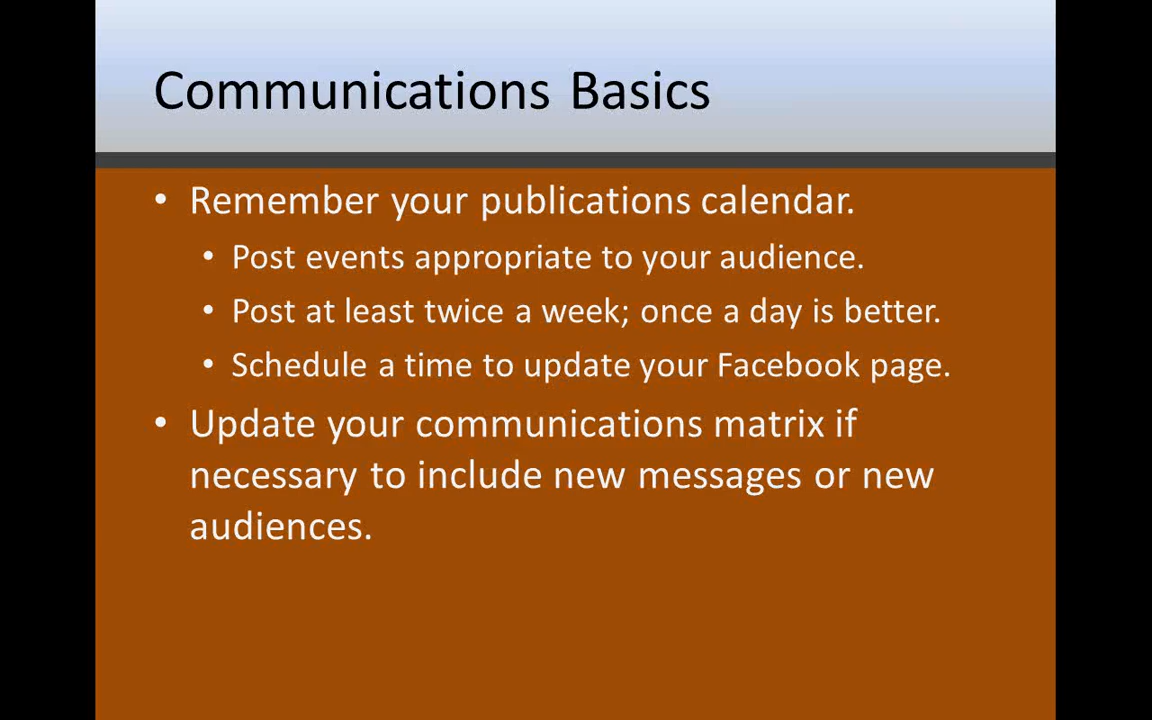 Communications Basics
• Remember your publications calendar.
• Post events appropriate to your audience.
• Post at least twice a week; once a day is better.
• Schedule a time to update your Facebook page.
• Update your communications matrix if
necessary to include new messages or new
audiences.